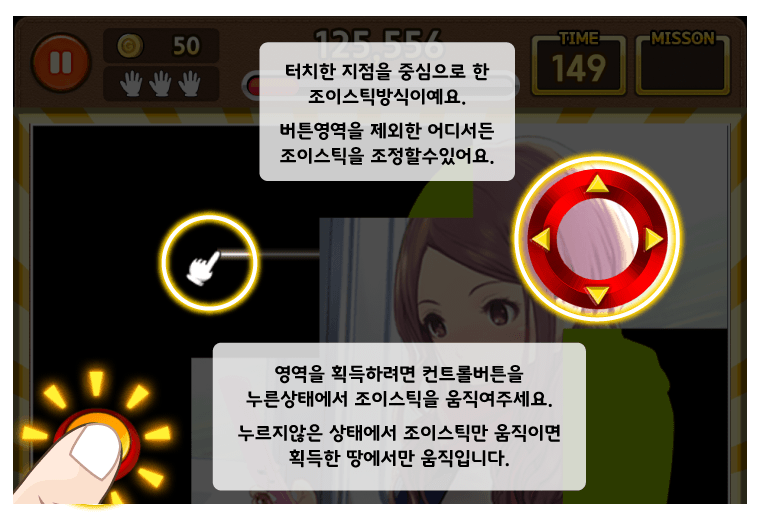 50
125,556
TIME
149
MISSON
터치한 지점을 중심으로 한
조이스틱방식이예요.
버튼영역을 제외한 어디서든
조이스틱을 조정할수있어요.
영역을 획득하려면 컨트롤버튼을
누른상태에서 조이스틱을 움직여주세요.
누르지않은 상태에서 조이스틱만 움직이면
획득한 땅에서만 움직입니다.